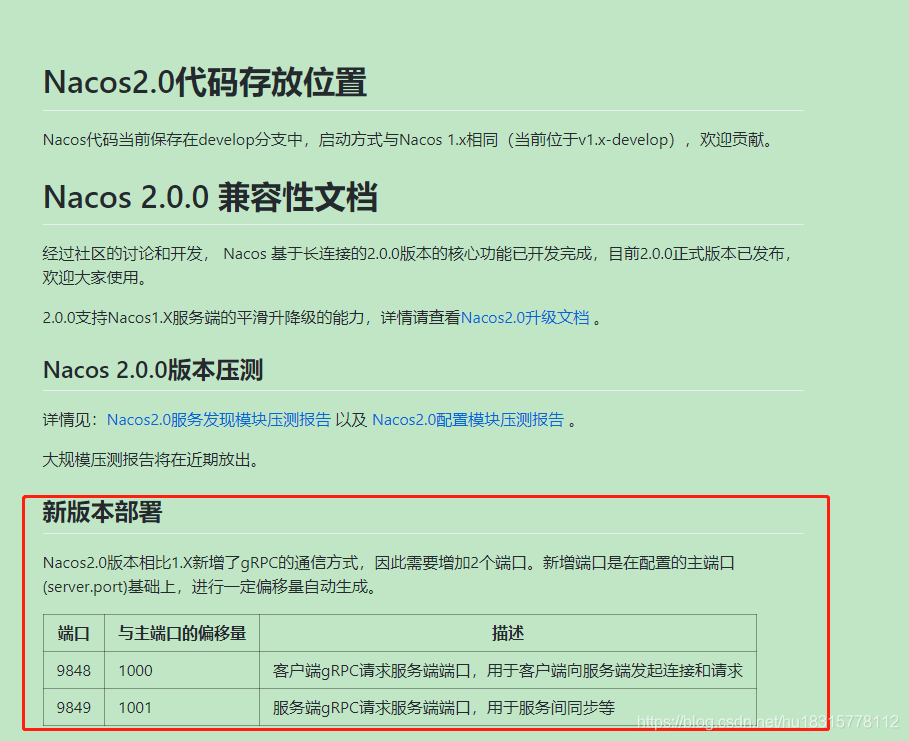 Nacos2.0代码存放位置
Nacos代码当前保存在develop分支中，启动方式与Nacos 1.x相同（当前位于v1.x-develop），欢迎贡献。
Nacos 2.0.0 兼容性文档
经过社区的讨论和开发， Nacos 基于长连接的2.0.0版本的核心功能已开发完成，目前2.0.0正式版本已发布，
欢迎大家使用。
2.0.0支持Nacos1.X服务端的平滑升降级的能力，详情请查看Nacos2.0升级文档 。
Nacos 2.0.0版本压测
详情见：Nacos2.0服务发现模块压测报告 以及 Nacos2.0配置模块压测报告 。
大规模压测报告将在近期放出。
新版本部署
Nacos2.0版本相比1.X新增了gRPC的通信方式，因此需要增加2个端口。新增端口是在配置的主端口
(server.port)基础上，进行一定偏移量自动生成。
端口 与主端口的偏移量 描述
9848 1000 客户端gRPC请求服务端端口，用于客户端向服务端发起连接和请求
9849 1001 服务端gRPC请求服务端端口，用于服务间同步等
https://blog.csdn.net/hu18315778112